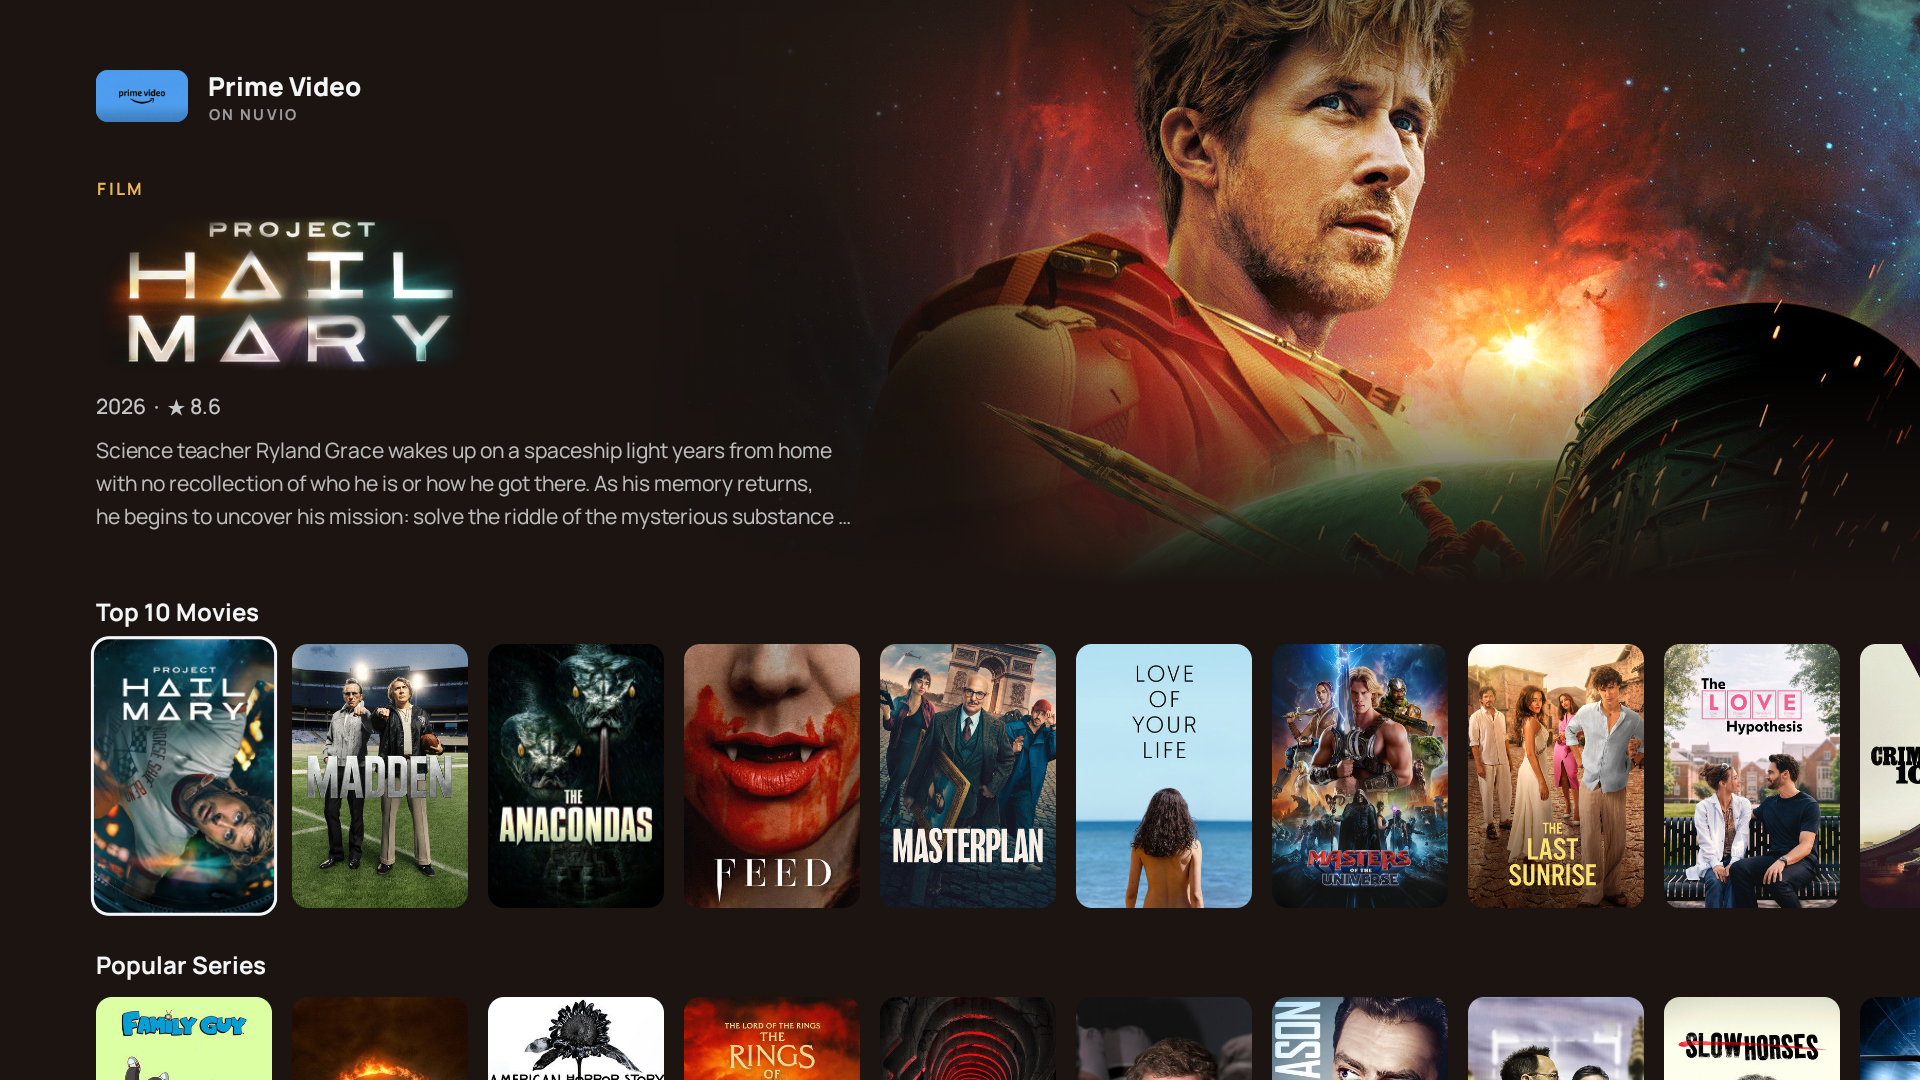 prime video
Prime Video
ON NUVIO
FILM
PROJECT
HAIL
MARY
2026 · ★ 8.6
Science teacher Ryland Grace wakes up on a spaceship light years from home
with no recollection of who he is or how he got there. As his memory returns,
he begins to uncover his mission: solve the riddle of the mysterious substance ...
Top 10 Movies
PROJECT
HAIL
MARY
MADDEN
THE
ANACONDAS
FEED
MASTERPLAN
LOVE
OF
YOUR
LIFE
MASTERS
OF THE
UNIVERSE
THE
LAST
SUNRISE
The
LOVE
Hypothesis
CRIM
10
Popular Series
FAMILY GUY
AMERICAN HORROR STORY
THE LORD OF THE RINGS
THE
RINGS
OF
ASON
SLOW HORSES